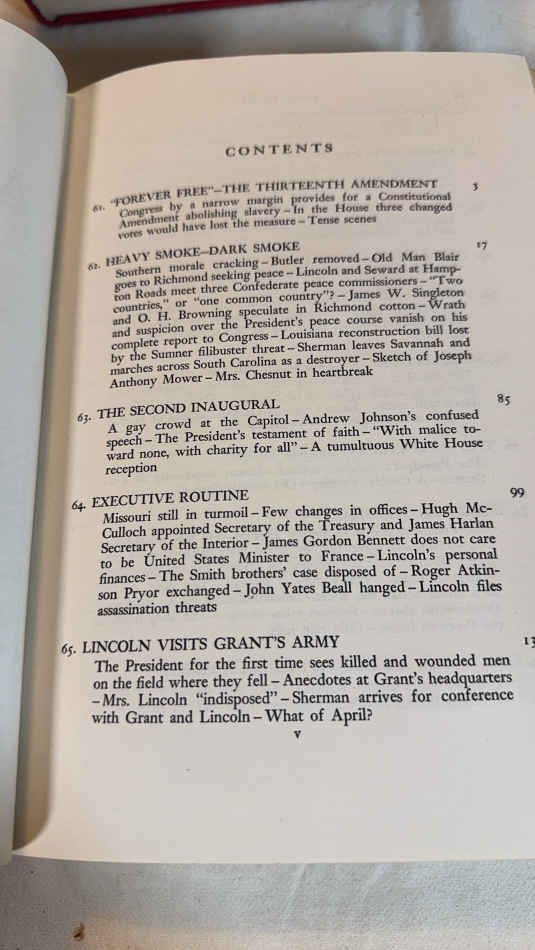 CONTENTS
61. "FOREVER FREE"–THE THIRTEENTH AMENDMENT 3
Congress by a narrow margin provides for a Constitutional
Amendment abolishing slavery – In the House three changed
votes would have lost the measure – Tense scenes
62. HEAVY SMOKE–DARK SMOKE 17
Southern morale cracking – Butler removed – Old Man Blair
goes to Richmond seeking peace – Lincoln and Seward at Hamp-
ton Roads meet three Confederate peace commissioners – "Two
countries," or "one common country"? – James W. Singleton
and O. H. Browning speculate in Richmond cotton – Wrath
and suspicion over the President's peace course vanish on his
complete report to Congress – Louisiana reconstruction bill lost
by the Sumner filibuster threat – Sherman leaves Savannah and
marches across South Carolina as a destroyer – Sketch of Joseph
Anthony Mower – Mrs. Chesnut in heartbreak
63. THE SECOND INAUGURAL 85
A gay crowd at the Capitol – Andrew Johnson's confused
speech – The President's testament of faith – "With malice to-
ward none, with charity for all" – A tumultuous White House
reception
64. EXECUTIVE ROUTINE 99
Missouri still in turmoil – Few changes in offices – Hugh Mc-
Culloch appointed Secretary of the Treasury and James Harlan
Secretary of the Interior – James Gordon Bennett does not care
to be United States Minister to France – Lincoln's personal
finances – The Smith brothers' case disposed of – Roger Atkin-
son Pryor exchanged – John Yates Beall hanged – Lincoln files
assassination threats
65. LINCOLN VISITS GRANT'S ARMY 13
The President for the first time sees killed and wounded men
on the field where they fell – Anecdotes at Grant's headquarters
– Mrs. Lincoln "indisposed" – Sherman arrives for conference
with Grant and Lincoln – What of April?
v